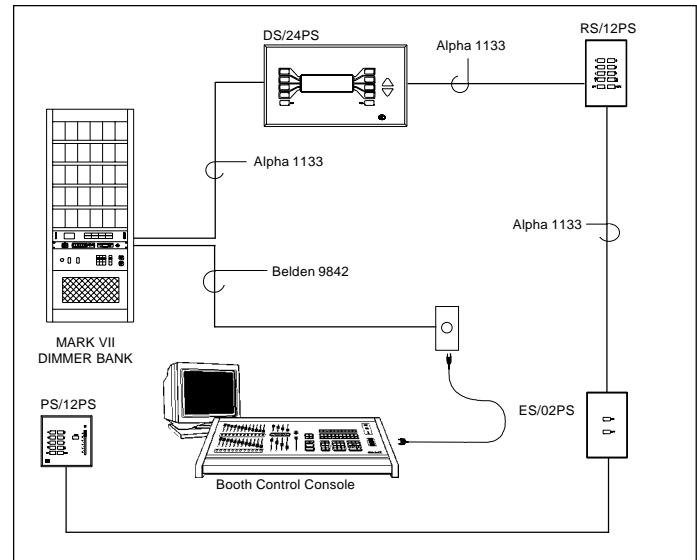 DS/24PS
Alpha 1133
RS/12PS
Alpha 1133
Alpha 1133
Belden 9842
MARK VII
DIMMER BANK
PS/12PS
ES/02PS
Booth Control Console